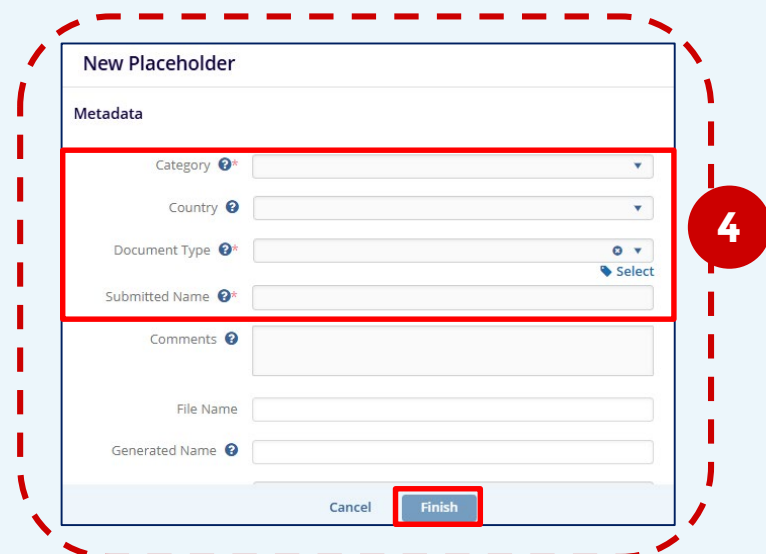 New Placeholder
Metadata
Category ?*
Country ?
Document Type ?*
Select
Submitted Name ?*
Comments ?
File Name
Generated Name ?
Cancel Finish
4